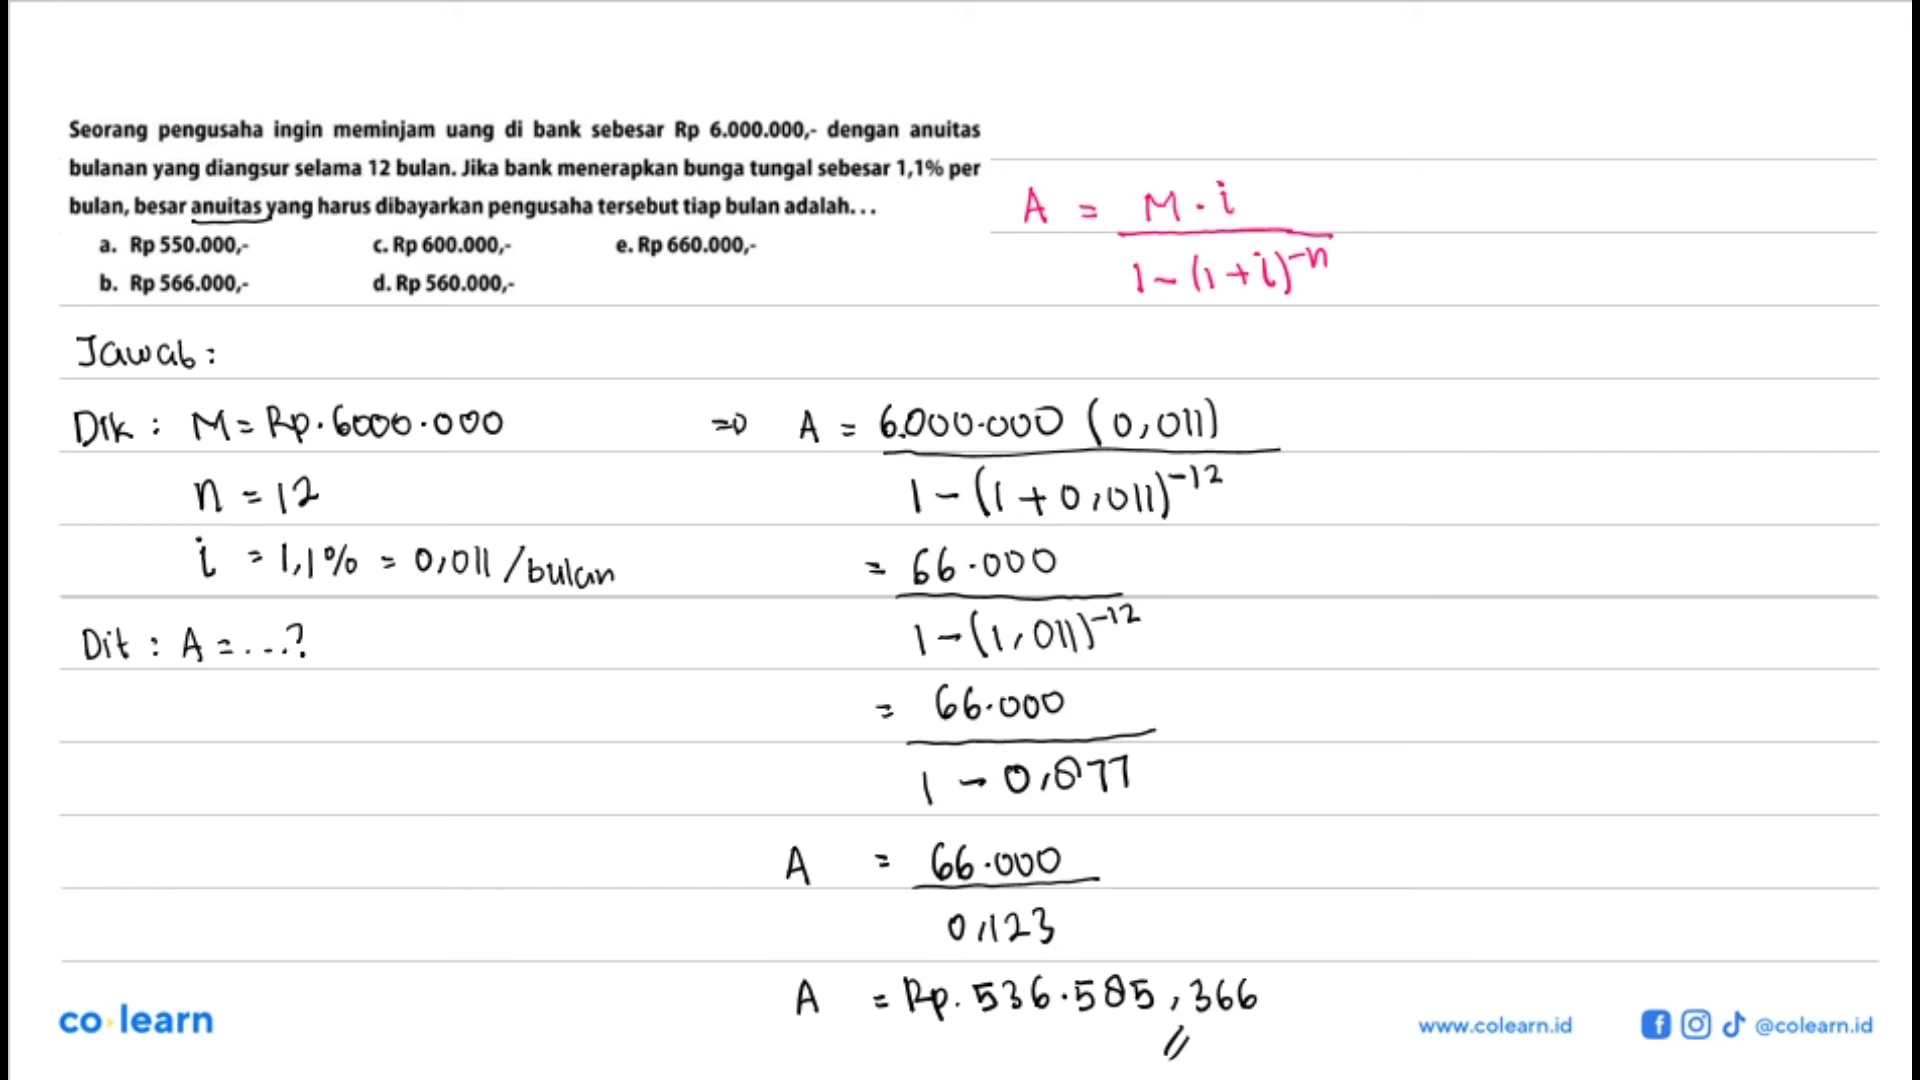 Seorang pengusaha ingin meminjam uang di bank sebesar Rp 6.000.000,- dengan anuitas
bulanan yang diangsur selama 12 bulan. Jika bank menerapkan bunga tungal sebesar 1,1% per
bulan, besar anuitas yang harus dibayarkan pengusaha tersebut tiap bulan adalah. . .
a. Rp 550.000,- c. Rp 600.000,- e. Rp 660.000,-
b. Rp 566.000,- d. Rp 560.000,-
A = M . i
1 - (1 + i)^-n
Jawab :
Dik : M = Rp. 6000.000
n = 12
i = 1,1% = 0,011 /bulan
Dit : A = ...?
=> A = 6.000.000 (0,011)
1 - (1 + 0,011)^-12
= 66.000
1 - (1,011)^-12
= 66.000
1 - 0,877
A = 66.000
0,123
A = Rp. 536.585,366
co learn
www.colearn.id @colearn.id